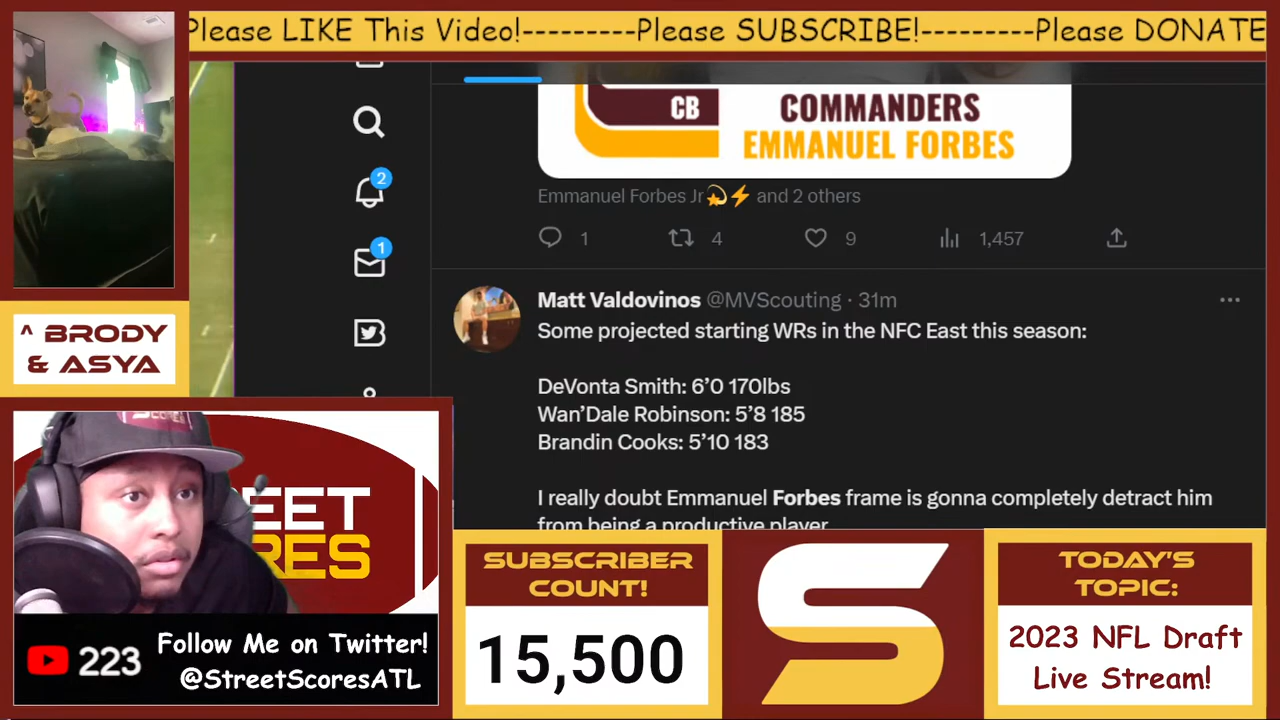 Please LIKE This Video!---------Please SUBSCRIBE!---------Please DONATE
CB
COMMANDERS
EMMANUEL FORBES
Emmanuel Forbes Jr💫⚡ and 2 others
1 4 9 1,457
2
1
Matt Valdovinos @MVScouting · 31m
Some projected starting WRs in the NFC East this season:
DeVonta Smith: 6’0 170lbs
Wan’Dale Robinson: 5’8 185
Brandin Cooks: 5’10 183
I really doubt Emmanuel Forbes frame is gonna completely detract him
from being a productive player
^ BRODY
& ASYA
EET
RES
223
Follow Me on Twitter!
@StreetScoresATL
SUBSCRIBER
COUNT!
15,500
S
TODAY'S
TOPIC:
2023 NFL Draft
Live Stream!